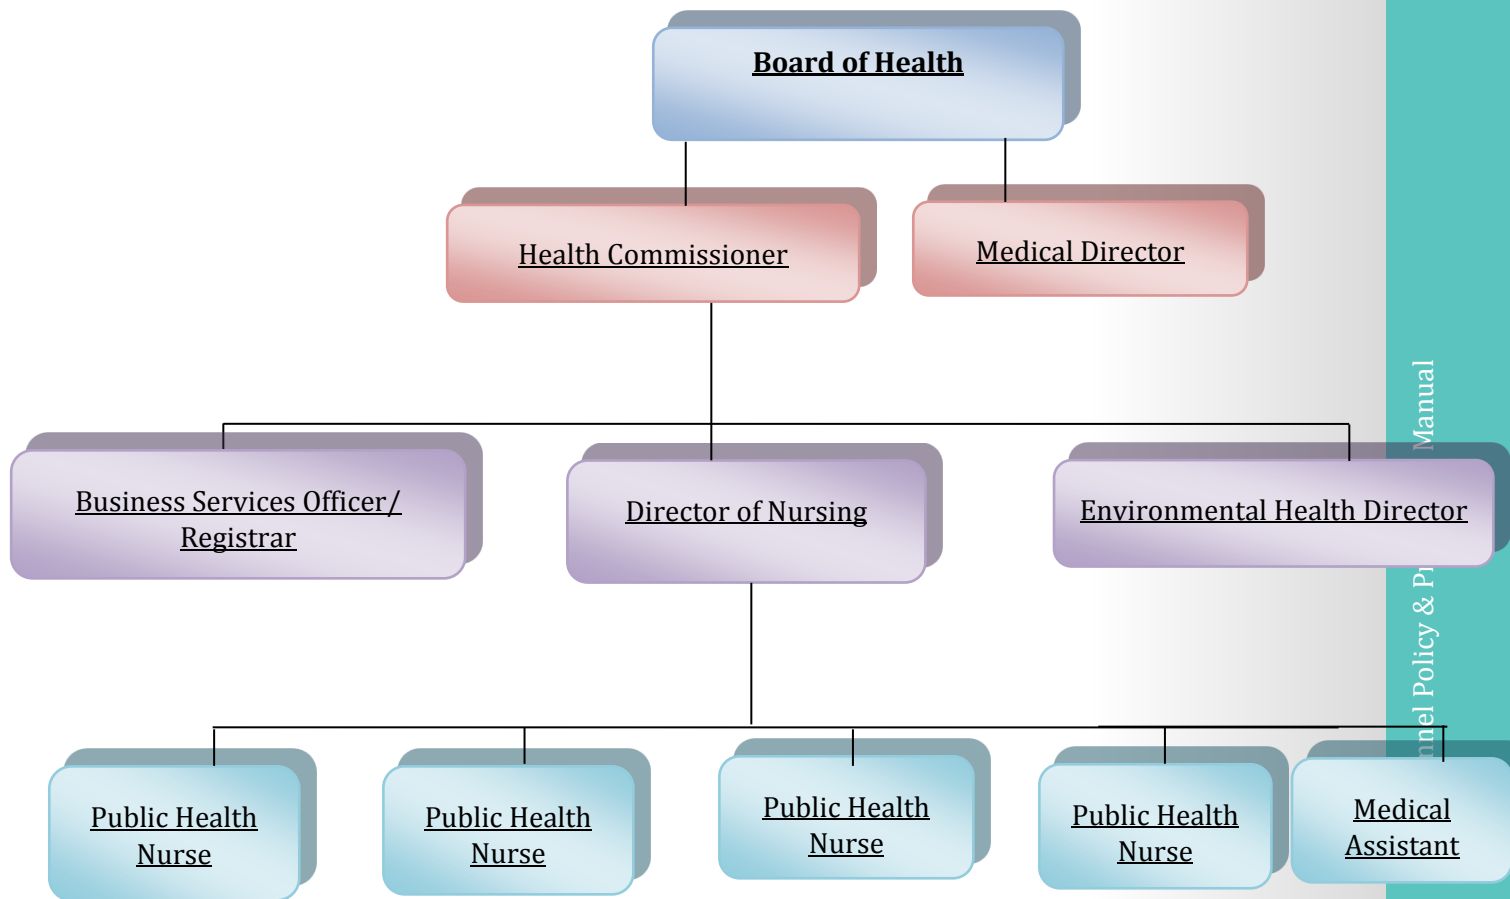 Board of Health
Health Commissioner
Medical Director
Business Services Officer/
Registrar
Director of Nursing
Environmental Health Director
Public Health
Nurse
Public Health
Nurse
Public Health
Nurse
Public Health
Nurse
Medical
Assistant
Policy &
Manual